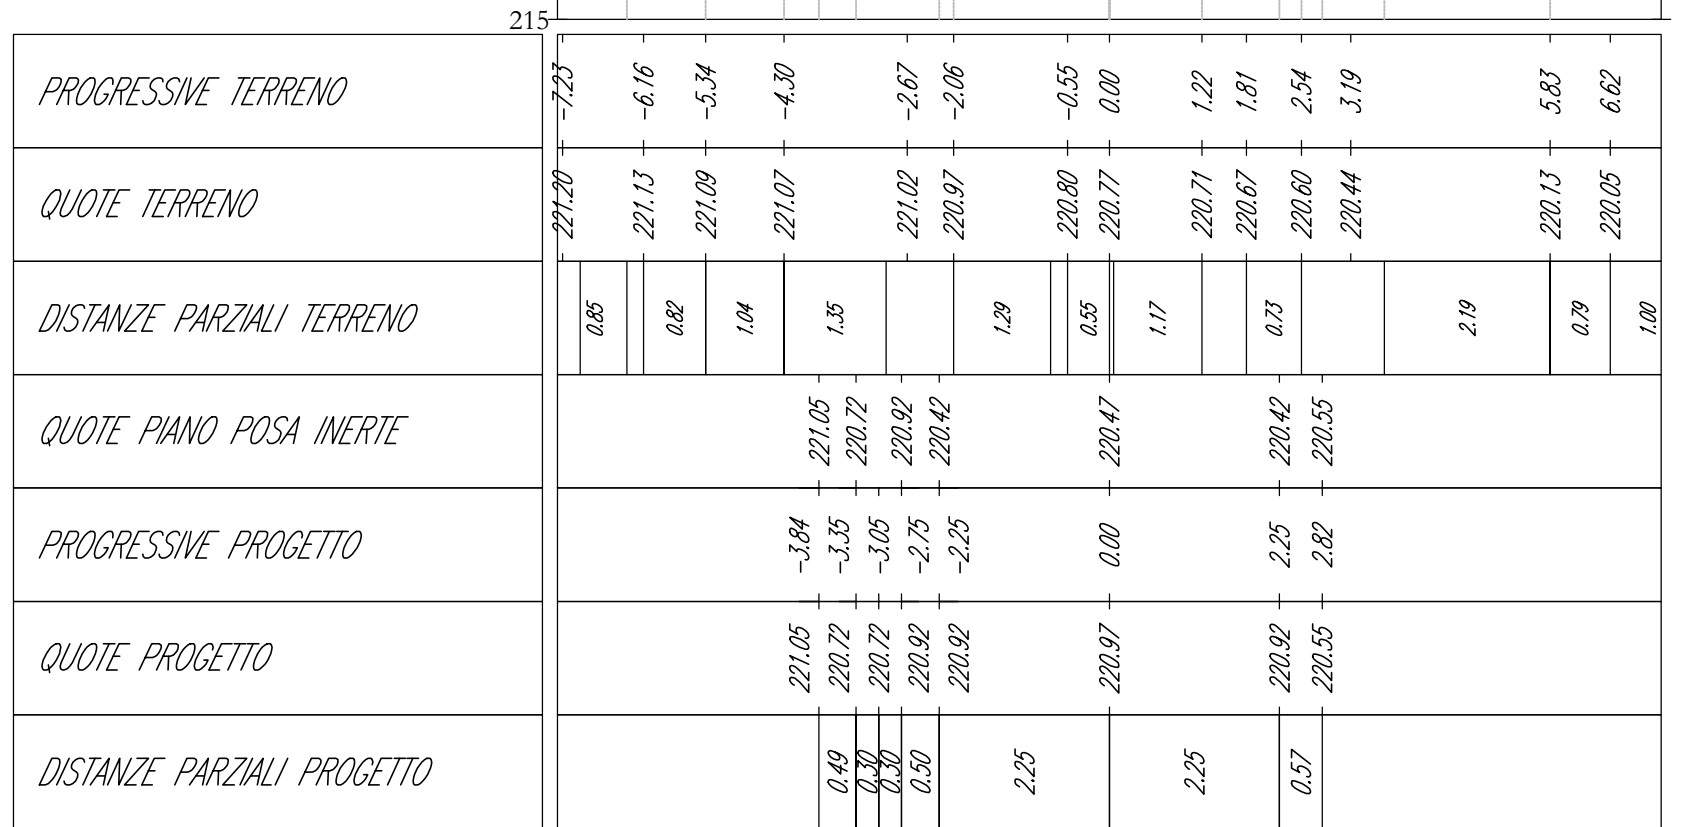 215
PROGRESSIVE TERRENO -7.23 -6.16 -5.34 -4.30 -2.67 -2.06 -0.55 0.00 1.22 1.81 2.54 3.19 5.83 6.62
QUOTE TERRENO 221.20 221.13 221.09 221.07 221.02 220.97 220.80 220.77 220.71 220.67 220.60 220.44 220.13 220.05
DISTANZE PARZIALI TERRENO 0.85 0.82 1.04 1.35 1.29 0.55 1.17 0.73 2.19 0.79 1.00
QUOTE PIANO POSA INERTE 221.05 220.72 220.92 220.42 220.47 220.42 220.55
PROGRESSIVE PROGETTO -3.84 -3.35 -3.05 -2.75 -2.25 0.00 2.25 2.82
QUOTE PROGETTO 221.05 220.72 220.72 220.92 220.92 220.97 220.92 220.55
DISTANZE PARZIALI PROGETTO 0.49 0.30 0.30 0.50 2.25 2.25 0.57